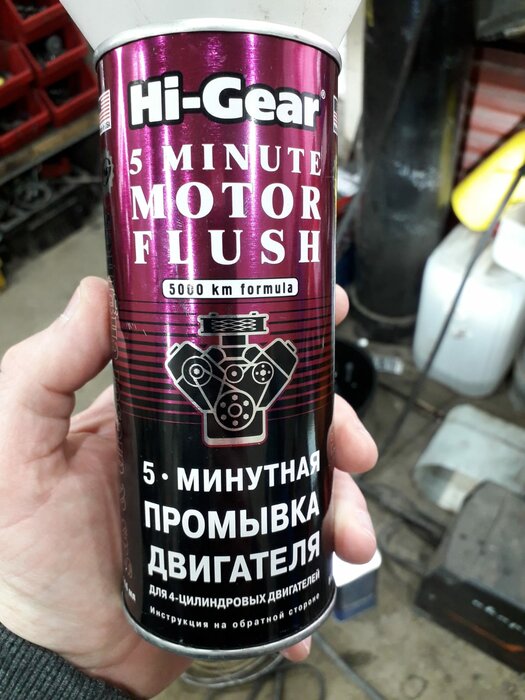 Hi-Gear®
5 MINUTE
MOTOR
FLUSH
5000 km formula
5 • МИНУТНАЯ
ПРОМЫВКА
ДВИГАТЕЛЯ
ДЛЯ 4-ЦИЛИНДРОВЫХ ДВИГАТЕЛЕЙ
Инструкция на обратной стороне